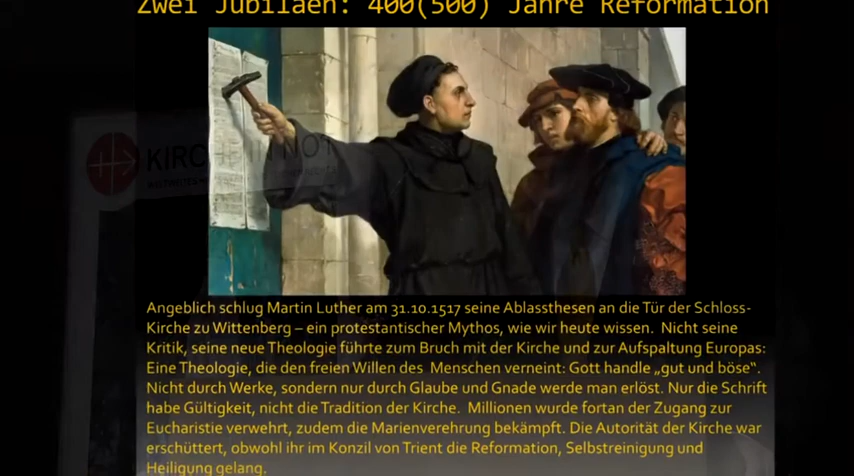 Zwei Jubiläen: 400(500) Jahre Reformation
KIRCHE IN NOT
Angeblich schlug Martin Luther am 31.10.1517 seine Ablassthesen an die Tür der Schloss-
Kirche zu Wittenberg – ein protestantischer Mythos, wie wir heute wissen. Nicht seine
Kritik, seine neue Theologie führte zum Bruch mit der Kirche und zur Aufspaltung Europas:
Eine Theologie, die den freien Willen des Menschen verneint: Gott handle „gut und böse“.
Nicht durch Werke, sondern nur durch Glaube und Gnade werde man erlöst. Nur die Schrift
habe Gültigkeit, nicht die Tradition der Kirche. Millionen wurde fortan der Zugang zur
Eucharistie verwehrt, zudem die Marienverehrung bekämpft. Die Autorität der Kirche war
erschüttert, obwohl ihr im Konzil von Trient die Reformation, Selbstreinigung und
Heiligung gelang.